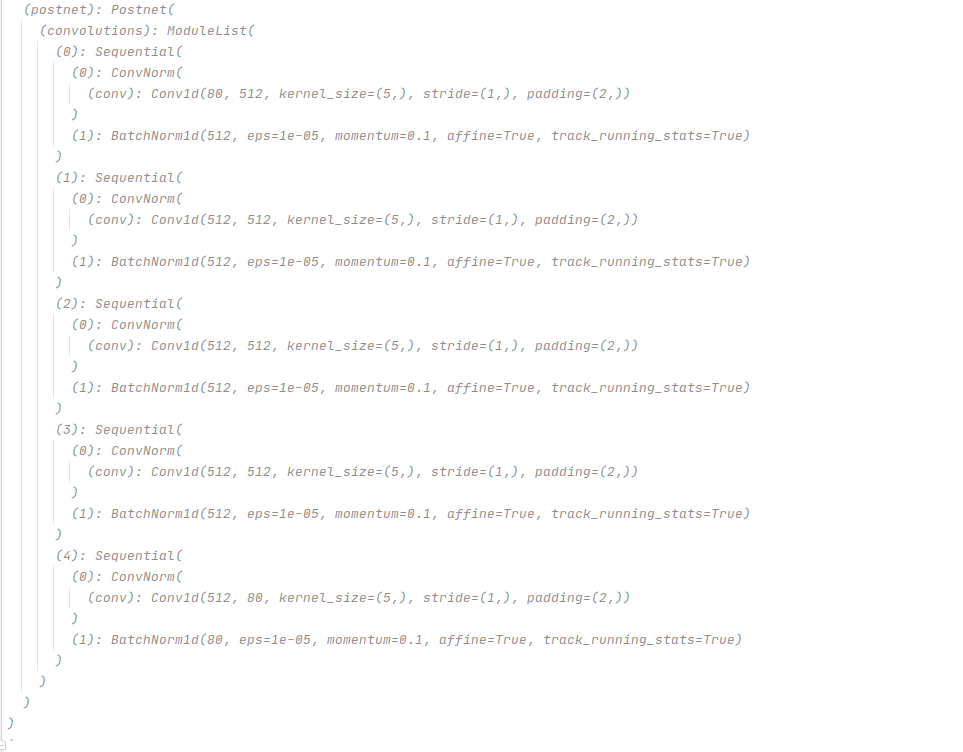 (postnet): Postnet(
(convolutions): ModuleList(
(0): Sequential(
(0): ConvNorm(
(conv): Conv1d(80, 512, kernel_size=(5,), stride=(1,), padding=(2,))
)
(1): BatchNorm1d(512, eps=1e-05, momentum=0.1, affine=True, track_running_stats=True)
)
(1): Sequential(
(0): ConvNorm(
(conv): Conv1d(512, 512, kernel_size=(5,), stride=(1,), padding=(2,))
)
(1): BatchNorm1d(512, eps=1e-05, momentum=0.1, affine=True, track_running_stats=True)
)
(2): Sequential(
(0): ConvNorm(
(conv): Conv1d(512, 512, kernel_size=(5,), stride=(1,), padding=(2,))
)
(1): BatchNorm1d(512, eps=1e-05, momentum=0.1, affine=True, track_running_stats=True)
)
(3): Sequential(
(0): ConvNorm(
(conv): Conv1d(512, 512, kernel_size=(5,), stride=(1,), padding=(2,))
)
(1): BatchNorm1d(512, eps=1e-05, momentum=0.1, affine=True, track_running_stats=True)
)
(4): Sequential(
(0): ConvNorm(
(conv): Conv1d(512, 80, kernel_size=(5,), stride=(1,), padding=(2,))
)
(1): BatchNorm1d(80, eps=1e-05, momentum=0.1, affine=True, track_running_stats=True)
)
)
)
)